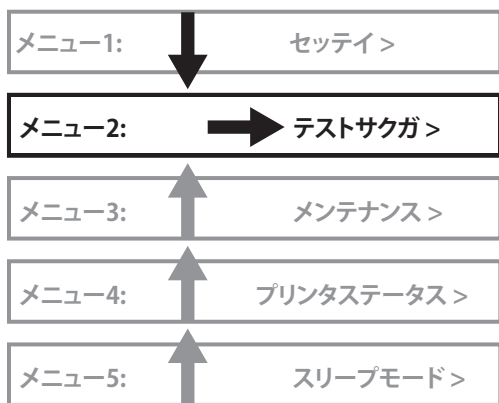 メニュー1: セッテイ >
メニュー2: テストサクガ >
メニュー3: メンテナンス >
メニュー4: プリンタステータス >
メニュー5: スリープモード >